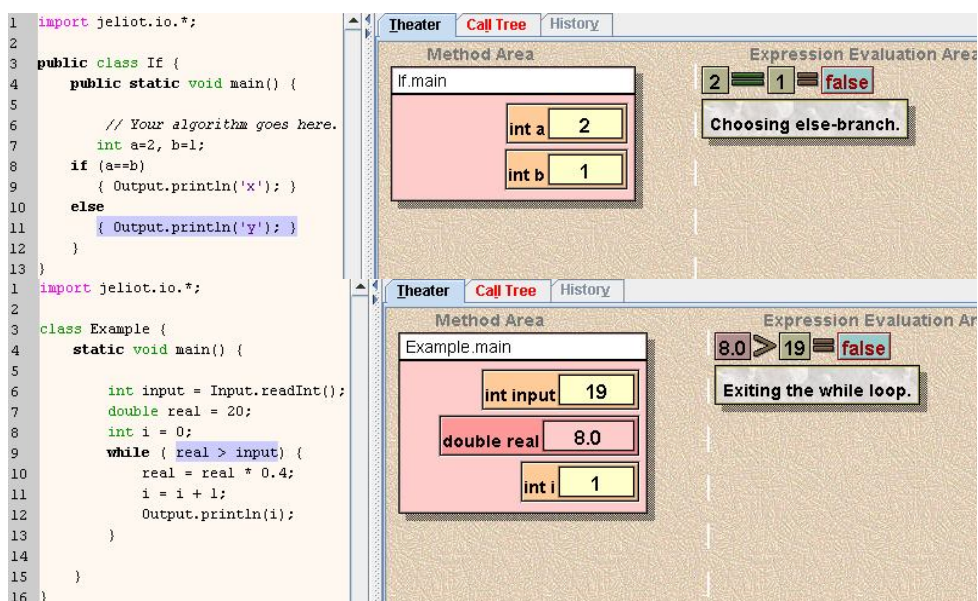 1 import jeliot.io.*;
2
3 public class If {
4 public static void main() {
5
6 // Your algorithm goes here.
7 int a=2, b=1;
8 if (a==b)
9 { Output.println('x'); }
10 else
11 { Output.println('y'); }
12 }
13 }
Theater Call Tree History
Method Area Expression Evaluation Area
If.main
int a 2
int b 1
2 == 1 = false
Choosing else-branch.
1 import jeliot.io.*;
2
3 class Example {
4 static void main() {
5
6 int input = Input.readInt();
7 double real = 20;
8 int i = 0;
9 while ( real > input) {
10 real = real * 0.4;
11 i = i + 1;
12 Output.println(i);
13 }
14
15 }
16 }
Theater Call Tree History
Method Area Expression Evaluation Ar
Example.main
int input 19
double real 8.0
int i 1
8.0 > 19 = false
Exiting the while loop.